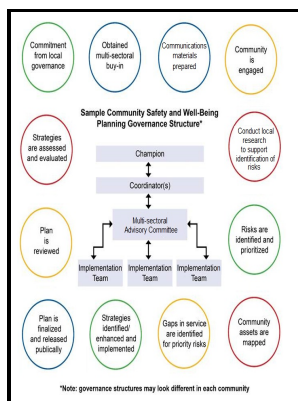 Commitment
from local
governance
Obtained
multi-sectoral
buy-in
Communications
materials
prepared
Community
is
engaged
Sample Community Safety and Well-Being
Planning Governance Structure*
Strategies
are assessed
and evaluated
Champion
Conduct local
research
to support
identification of
risks
Coordinator(s)
Multi-sectoral
Advisory Committee
Plan
is
reviewed
Risks are
identified and
prioritized
Implementation
Team
Implementation
Team
Implementation
Team
Plan is
finalized
and released
publically
Strategies
identified/
enhanced and
implemented
Gaps in service
are identified
for priority risks
Community
assets are
mapped
*Note: governance structures may look different in each community